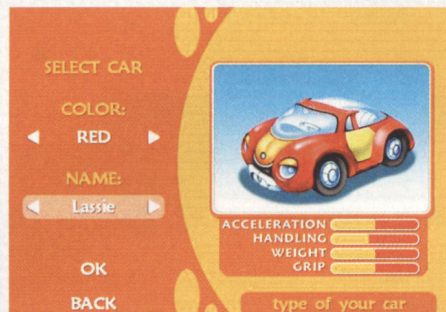 SELECT CAR
COLOR:
RED
NAME:
Lassie
OK
BACK
ACCELERATION
HANDLING
WEIGHT
GRIP
type of your car